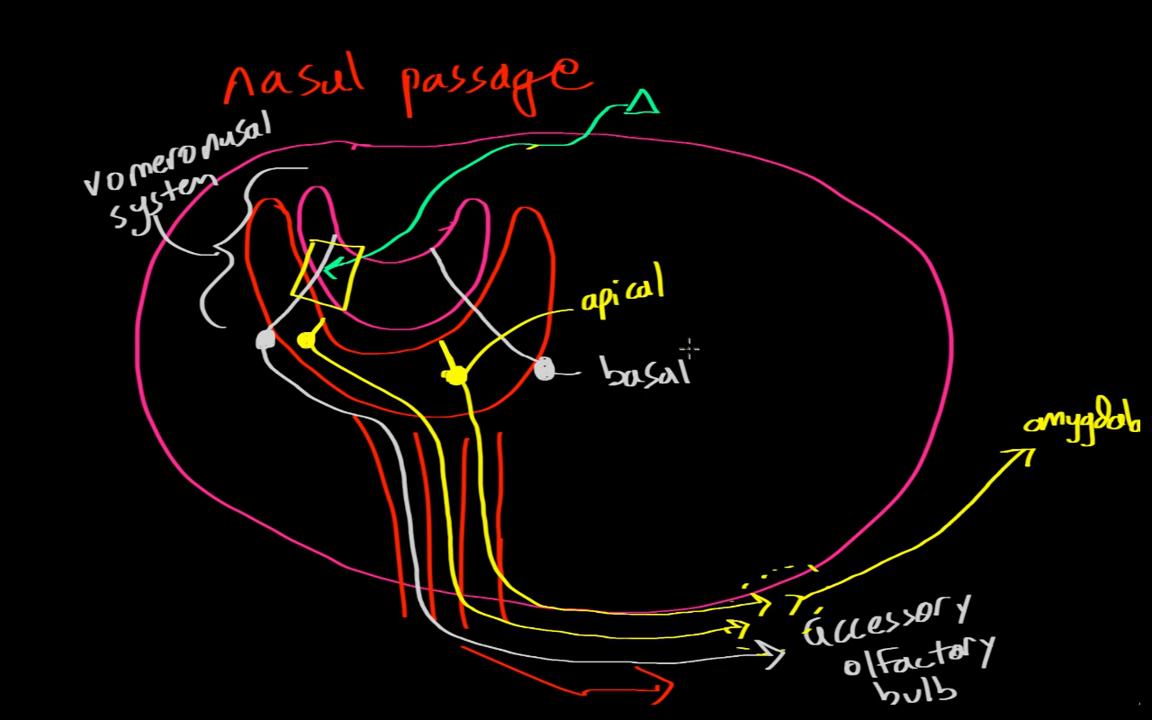 nasal passage
vomeronasal
system
apical
basal
amygdala
accessory
olfactory
bulb